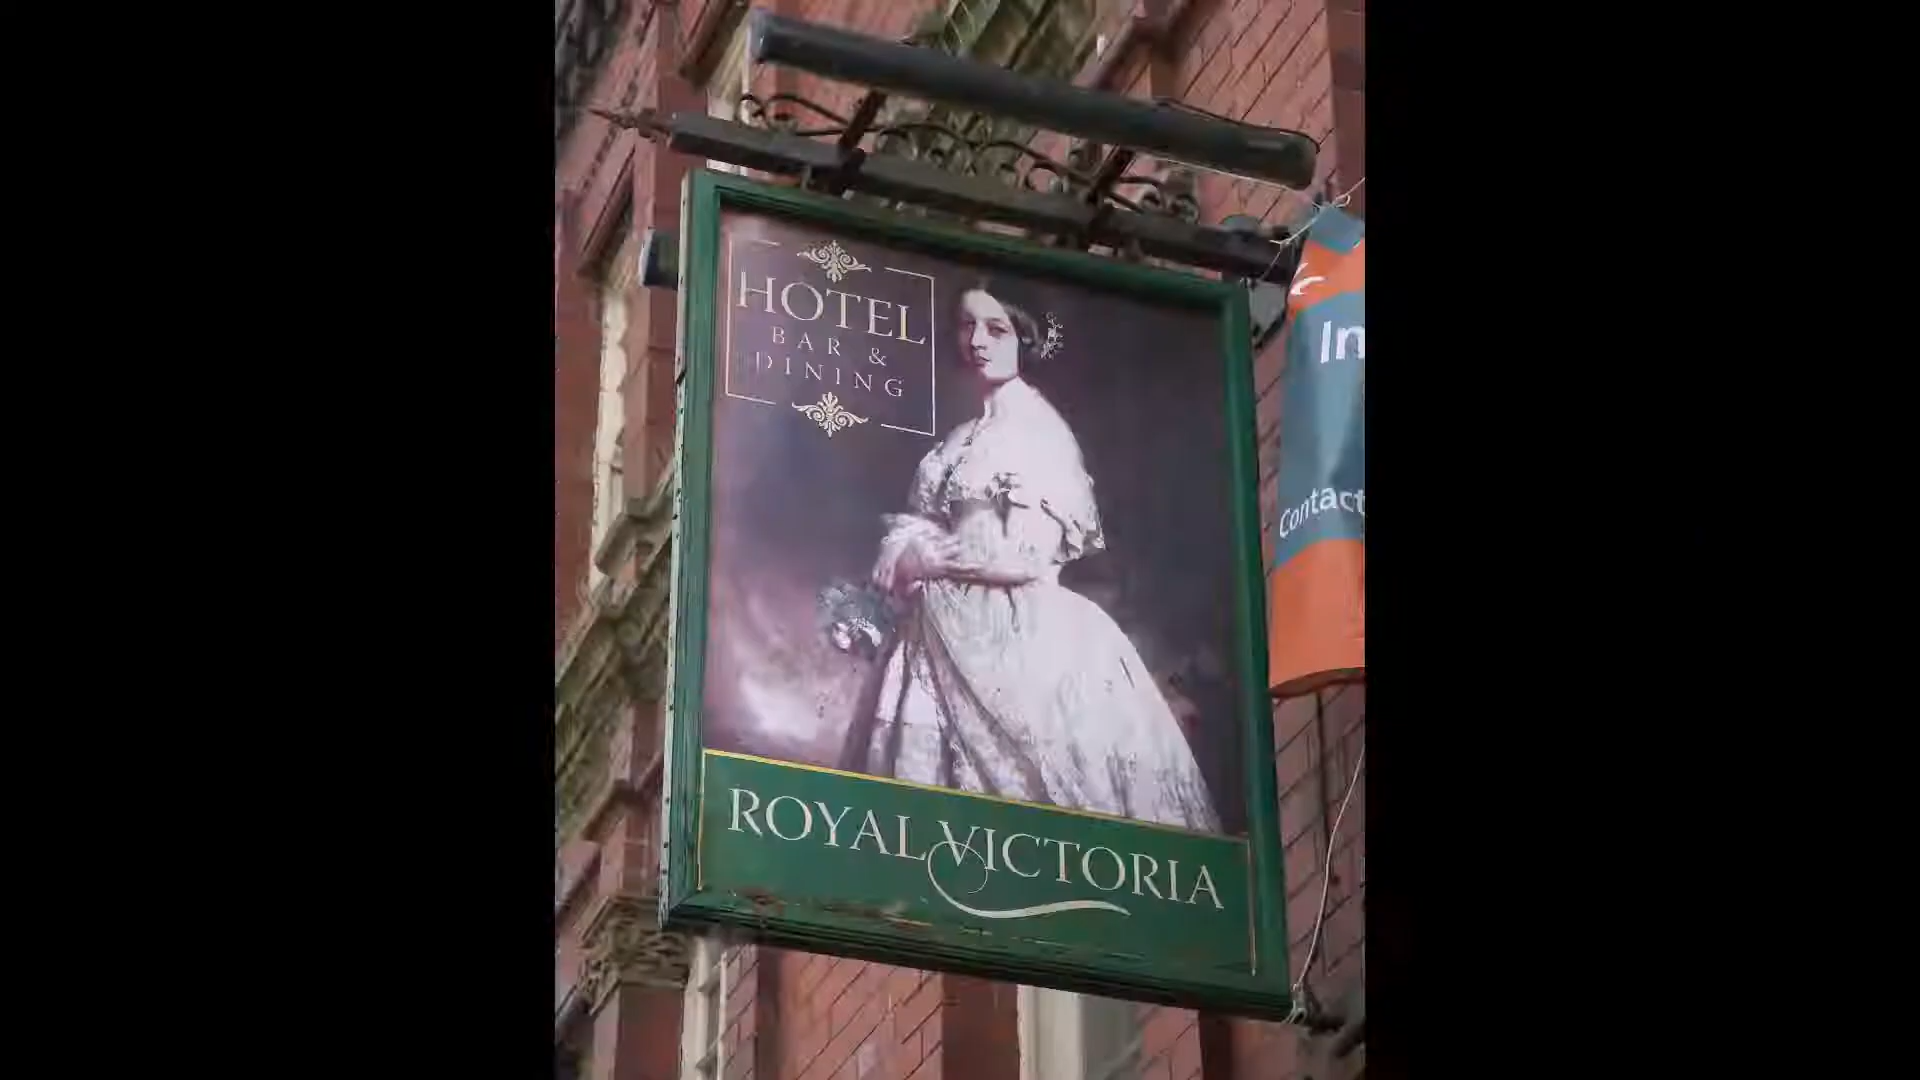 HOTEL
BAR &
DINING
ROYAL VICTORIA
In
Contact